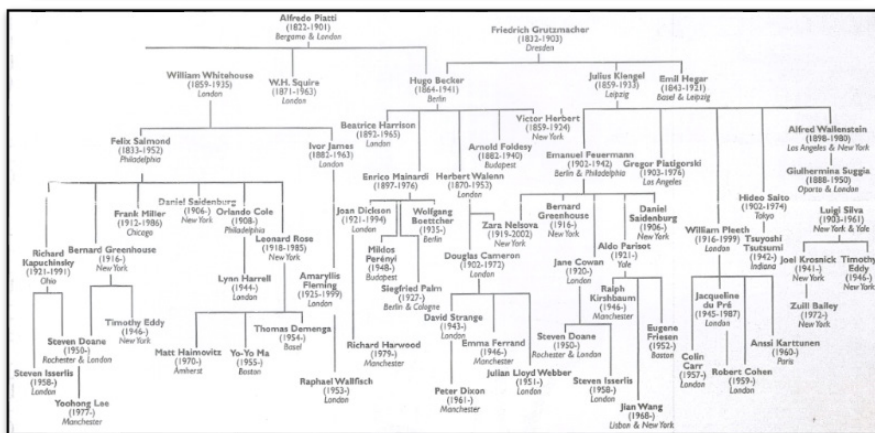 Alfredo Piatti
(1822-1901)
Bergamo & London
Friedrich Grutzmacher
(1832-1903)
Dresden
William Whitehouse
(1859-1935)
London
W.H. Squire
(1871-1963)
London
Hugo Becker
(1864-1941)
Berlin
Julius Klengel
(1859-1933)
Leipzig
Emil Hegar
(1843-1921)
Basel & Leipzig
Beatrice Harrison
(1892-1965)
London
Victor Herbert
(1859-1924)
New York
Felix Salmond
(1833-1952)
Philadelphia
Ivor James
(1882-1963)
London
Arnold Foldesy
(1882-1940)
Budapest
Emanuel Feuermann
(1902-1942)
Berlin & Philadelphia
Gregor Piatigorski
(1903-1976)
Los Angeles
Alfred Wallenstein
(1898-1980)
Los Angeles & New York
Giulhermina Suggia
(1888-1950)
Oporto & London
Enrico Mainardi
(1897-1976)
Herbert Walenn
(1870-1953)
London
Daniel Saidenburg
(1906-)
New York
Frank Miller
(1912-1986)
Chicago
Orlando Cole
(1908-)
Philadelphia
Joan Dickson
(1921-1994)
London
Wolfgang
Boettcher
(1935-)
Berlin
Zara Nelsova
(1919-2002)
New York
Bernard
Greenhouse
(1916-)
New York
Daniel
Saidenburg
(1906-)
New York
Hideo Saito
(1902-1974)
Tokyo
Luigi Silva
(1903-1961)
New York & Yale
Richard
Kapuchinsky
(1921-1991)
Ohio
Bernard Greenhouse
(1916-)
New York
Leonard Rose
(1918-1985)
New York
Miklos
Perényi
(1948-)
Budapest
Douglas Cameron
(1902-1972)
London
Aldo Parisot
(1921-)
Yale
William Pleeth
(1916-1999)
London
Tsuyoshi
Tsutsumi
(1942-)
Indiana
Joel Krosnick
(1941-)
New York
Timothy
Eddy
(1946-)
New York
Lynn Harrell
(1944-)
London
Amaryllis
Fleming
(1925-1999)
London
Siegfried Palm
(1927-)
Berlin & Cologne
Jane Cowan
(1920-)
London
Ralph
Kirshbaum
(1946-)
Manchester
Jacqueline
du Pré
(1945-1987)
London
Zuill Bailey
(1972-)
New York
Timothy Eddy
(1946-)
New York
Steven Doane
(1950-)
Rochester & London
Matt Haimovitz
(1970-)
Amherst
Yo-Yo Ma
(1955-)
Boston
Thomas Demenga
(1954-)
Basel
Richard Harwood
(1979-)
Manchester
David Strange
(1943-)
London
Emma Ferrand
(1946-)
Manchester
Steven Doane
(1950-)
Rochester & London
Eugene
Friesen
(1952-)
Boston
Anssi Karttunen
(1960-)
Paris
Steven Isserlis
(1958-)
London
Yoohong Lee
(1977-)
Manchester
Raphael Wallfisch
(1953-)
London
Peter Dixon
(1961-)
Manchester
Julian Lloyd Webber
(1951-)
London
Steven Isserlis
(1958-)
London
Jian Wang
(1968-)
Lisbon & New York
Colin
Carr
(1957-)
London
Robert Cohen
(1959-)
London